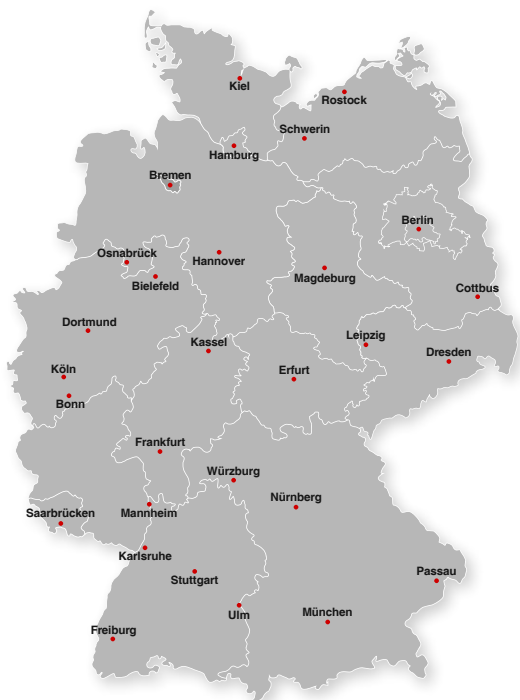 Kiel
Rostock
Schwerin
Hamburg
Bremen
Berlin
Osnabrück
Hannover
Magdeburg
Bielefeld
Cottbus
Dortmund
Kassel
Leipzig
Dresden
Köln
Erfurt
Bonn
Frankfurt
Würzburg
Nürnberg
Saarbrücken
Mannheim
Karlsruhe
Stuttgart
Passau
Ulm
München
Freiburg